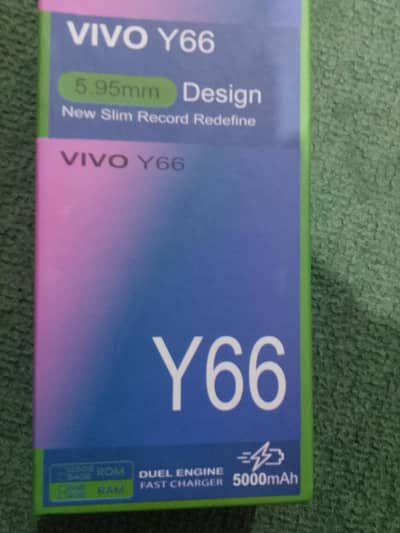 VIVO Y66
5.95mm Design
New Slim Record Redefine
VIVO Y66
Y66
ROM
RAM
DUEL ENGINE
FAST CHARGER
5000mAh